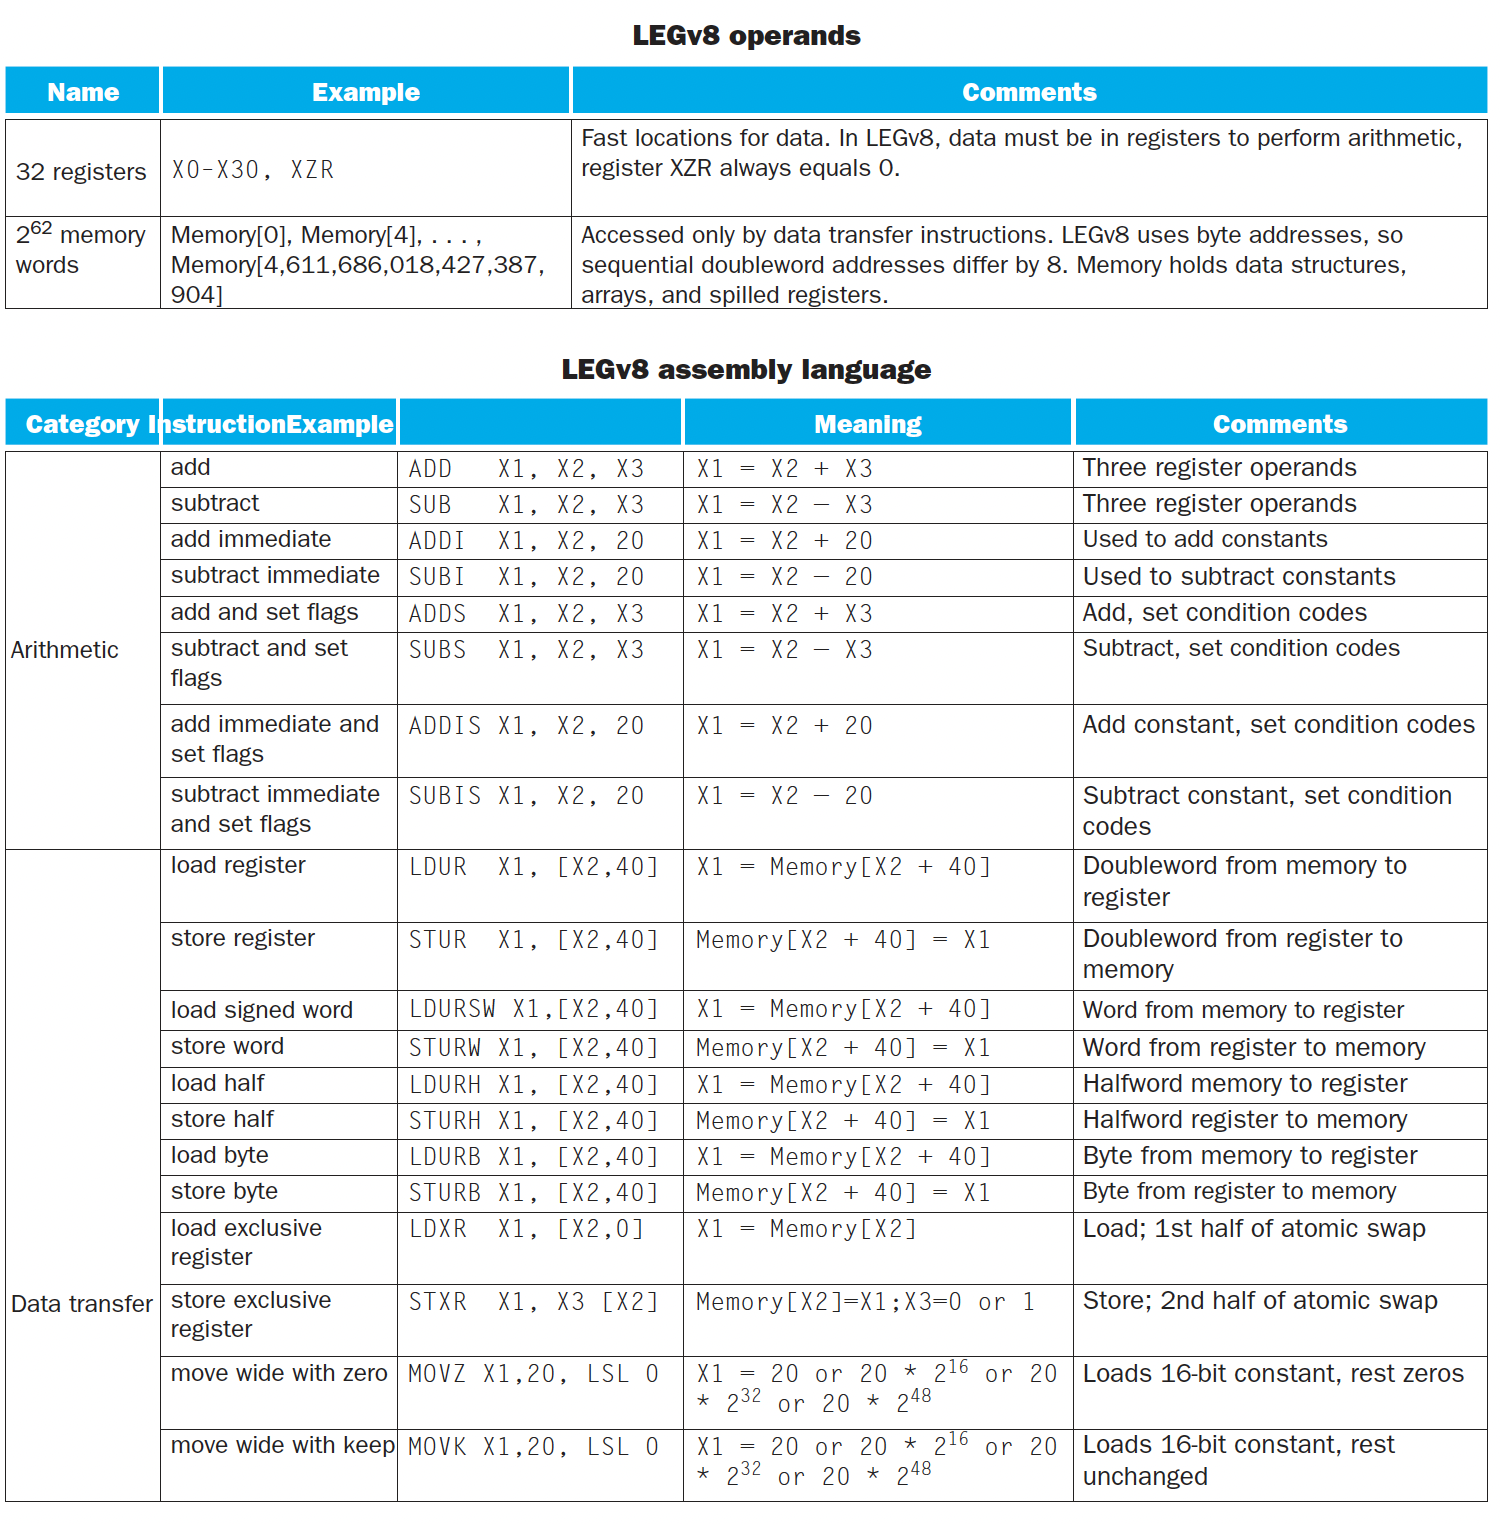 LEGv8 operands
Name Example Comments
32 registers X0–X30, XZR Fast locations for data. In LEGv8, data must be in registers to perform arithmetic,
register XZR always equals 0.
2^62 memory Memory[0], Memory[4], . . . , Accessed only by data transfer instructions. LEGv8 uses byte addresses, so
words Memory[4,611,686,018,427,387, sequential doubleword addresses differ by 8. Memory holds data structures,
904] arrays, and spilled registers.
LEGv8 assembly language
Category InstructionExample Meaning Comments
Arithmetic
add ADD X1, X2, X3 X1 = X2 + X3 Three register operands
subtract SUB X1, X2, X3 X1 = X2 – X3 Three register operands
add immediate ADDI X1, X2, 20 X1 = X2 + 20 Used to add constants
subtract immediate SUBI X1, X2, 20 X1 = X2 – 20 Used to subtract constants
add and set flags ADDS X1, X2, X3 X1 = X2 + X3 Add, set condition codes
subtract and set SUBS X1, X2, X3 X1 = X2 – X3 Subtract, set condition codes
flags
add immediate and ADDIS X1, X2, 20 X1 = X2 + 20 Add constant, set condition codes
set flags
subtract immediate SUBIS X1, X2, 20 X1 = X2 – 20 Subtract constant, set condition
and set flags codes
Data transfer
load register LDUR X1, [X2,40] X1 = Memory[X2 + 40] Doubleword from memory to
register
store register STUR X1, [X2,40] Memory[X2 + 40] = X1 Doubleword from register to
memory
load signed word LDURSW X1,[X2,40] X1 = Memory[X2 + 40] Word from memory to register
store word STURW X1, [X2,40] Memory[X2 + 40] = X1 Word from register to memory
load half LDURH X1, [X2,40] X1 = Memory[X2 + 40] Halfword memory to register
store half STURH X1, [X2,40] Memory[X2 + 40] = X1 Halfword register to memory
load byte LDURB X1, [X2,40] X1 = Memory[X2 + 40] Byte from memory to register
store byte STURB X1, [X2,40] Memory[X2 + 40] = X1 Byte from register to memory
load exclusive LDXR X1, [X2,0] X1 = Memory[X2] Load; 1st half of atomic swap
register
store exclusive STXR X1, X3 [X2] Memory[X2]=X1;X3=0 or 1 Store; 2nd half of atomic swap
register
move wide with zero MOVZ X1,20, LSL 0 X1 = 20 or 20 * 2^16 or 20 Loads 16-bit constant, rest zeros
* 2^32 or 20 * 2^48
move wide with keep MOVK X1,20, LSL 0 X1 = 20 or 20 * 2^16 or 20 Loads 16-bit constant, rest
* 2^32 or 20 * 2^48 unchanged